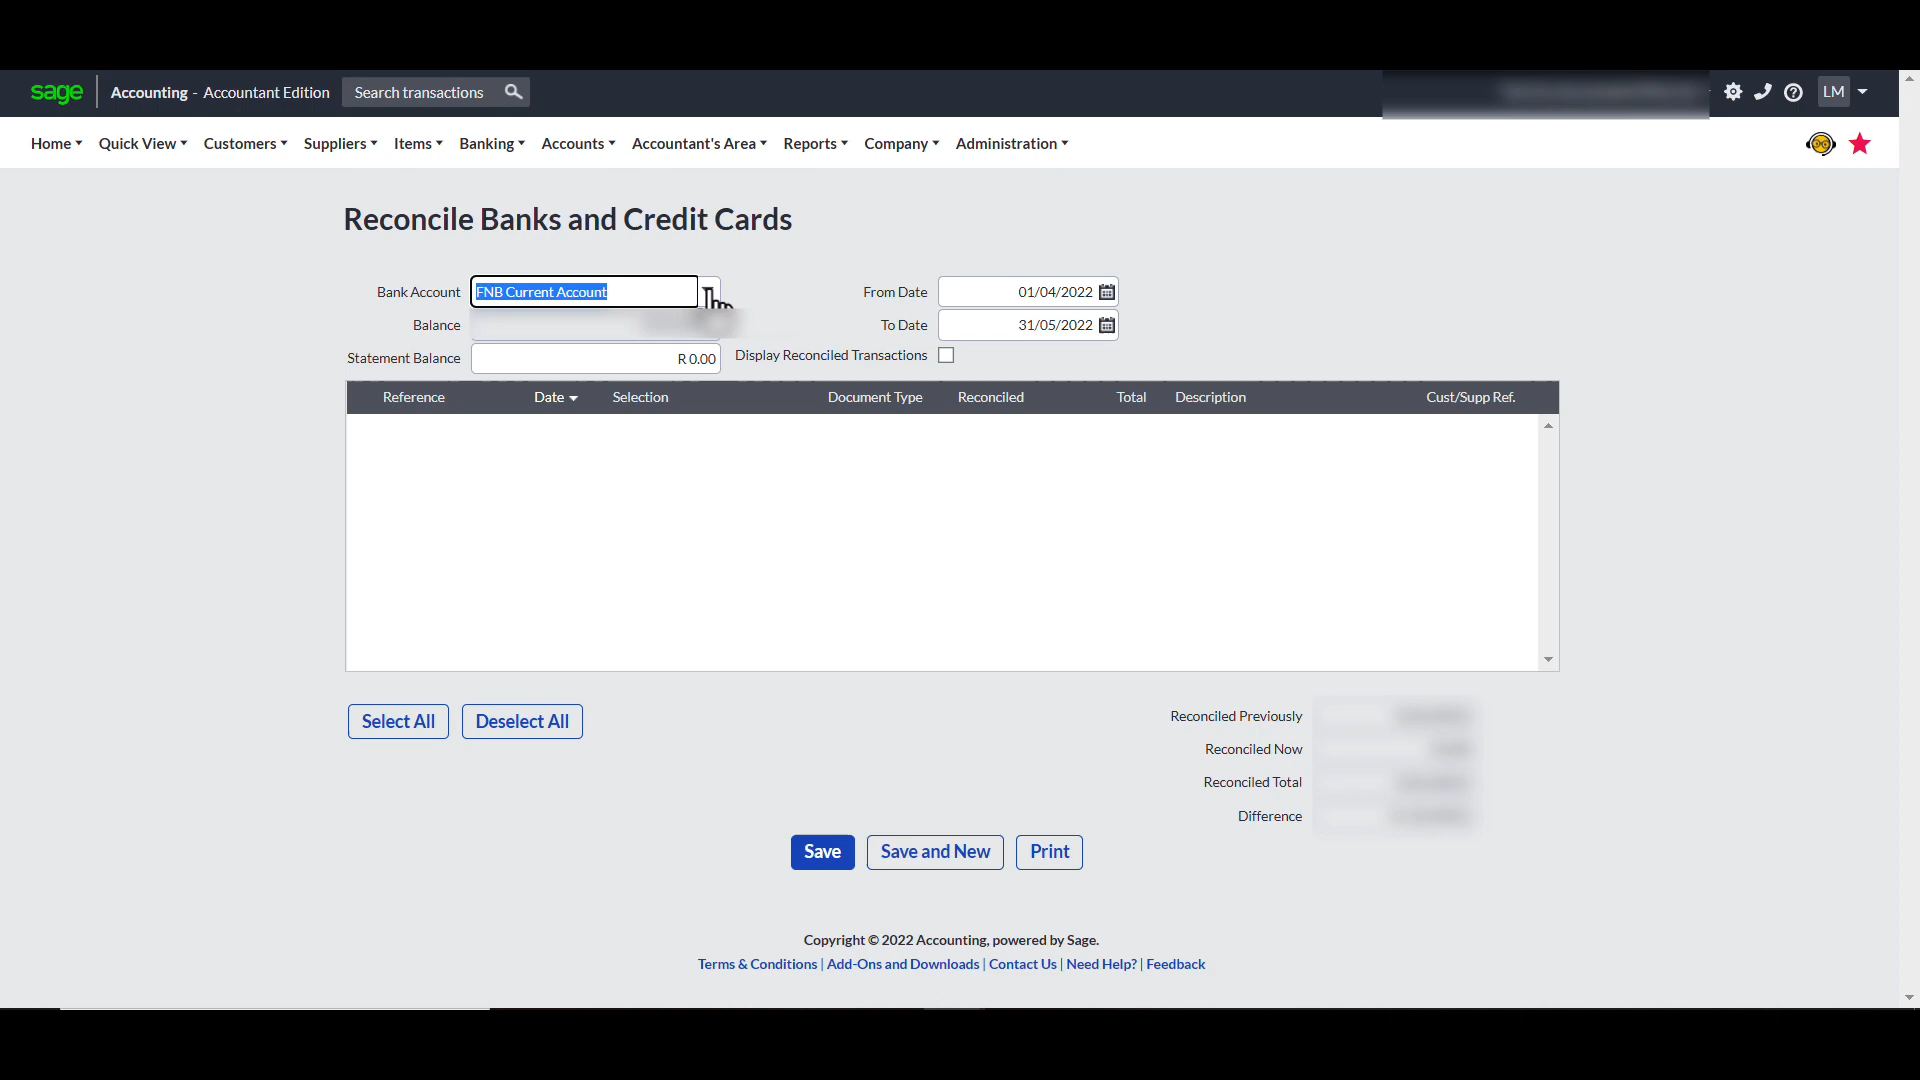 sage Accounting - Accountant Edition Search transactions LM
Home Quick View Customers Suppliers Items Banking Accounts Accountant's Area Reports Company Administration
Reconcile Banks and Credit Cards
Bank Account FNB Current Account From Date 01/04/2022
Balance To Date 31/05/2022
Statement Balance R 0.00 Display Reconciled Transactions
Reference Date Selection Document Type Reconciled Total Description Cust/Supp Ref.
Select All Deselect All
Reconciled Previously
Reconciled Now
Reconciled Total
Difference
Save Save and New Print
Copyright © 2022 Accounting, powered by Sage.
Terms & Conditions | Add-Ons and Downloads | Contact Us | Need Help? | Feedback